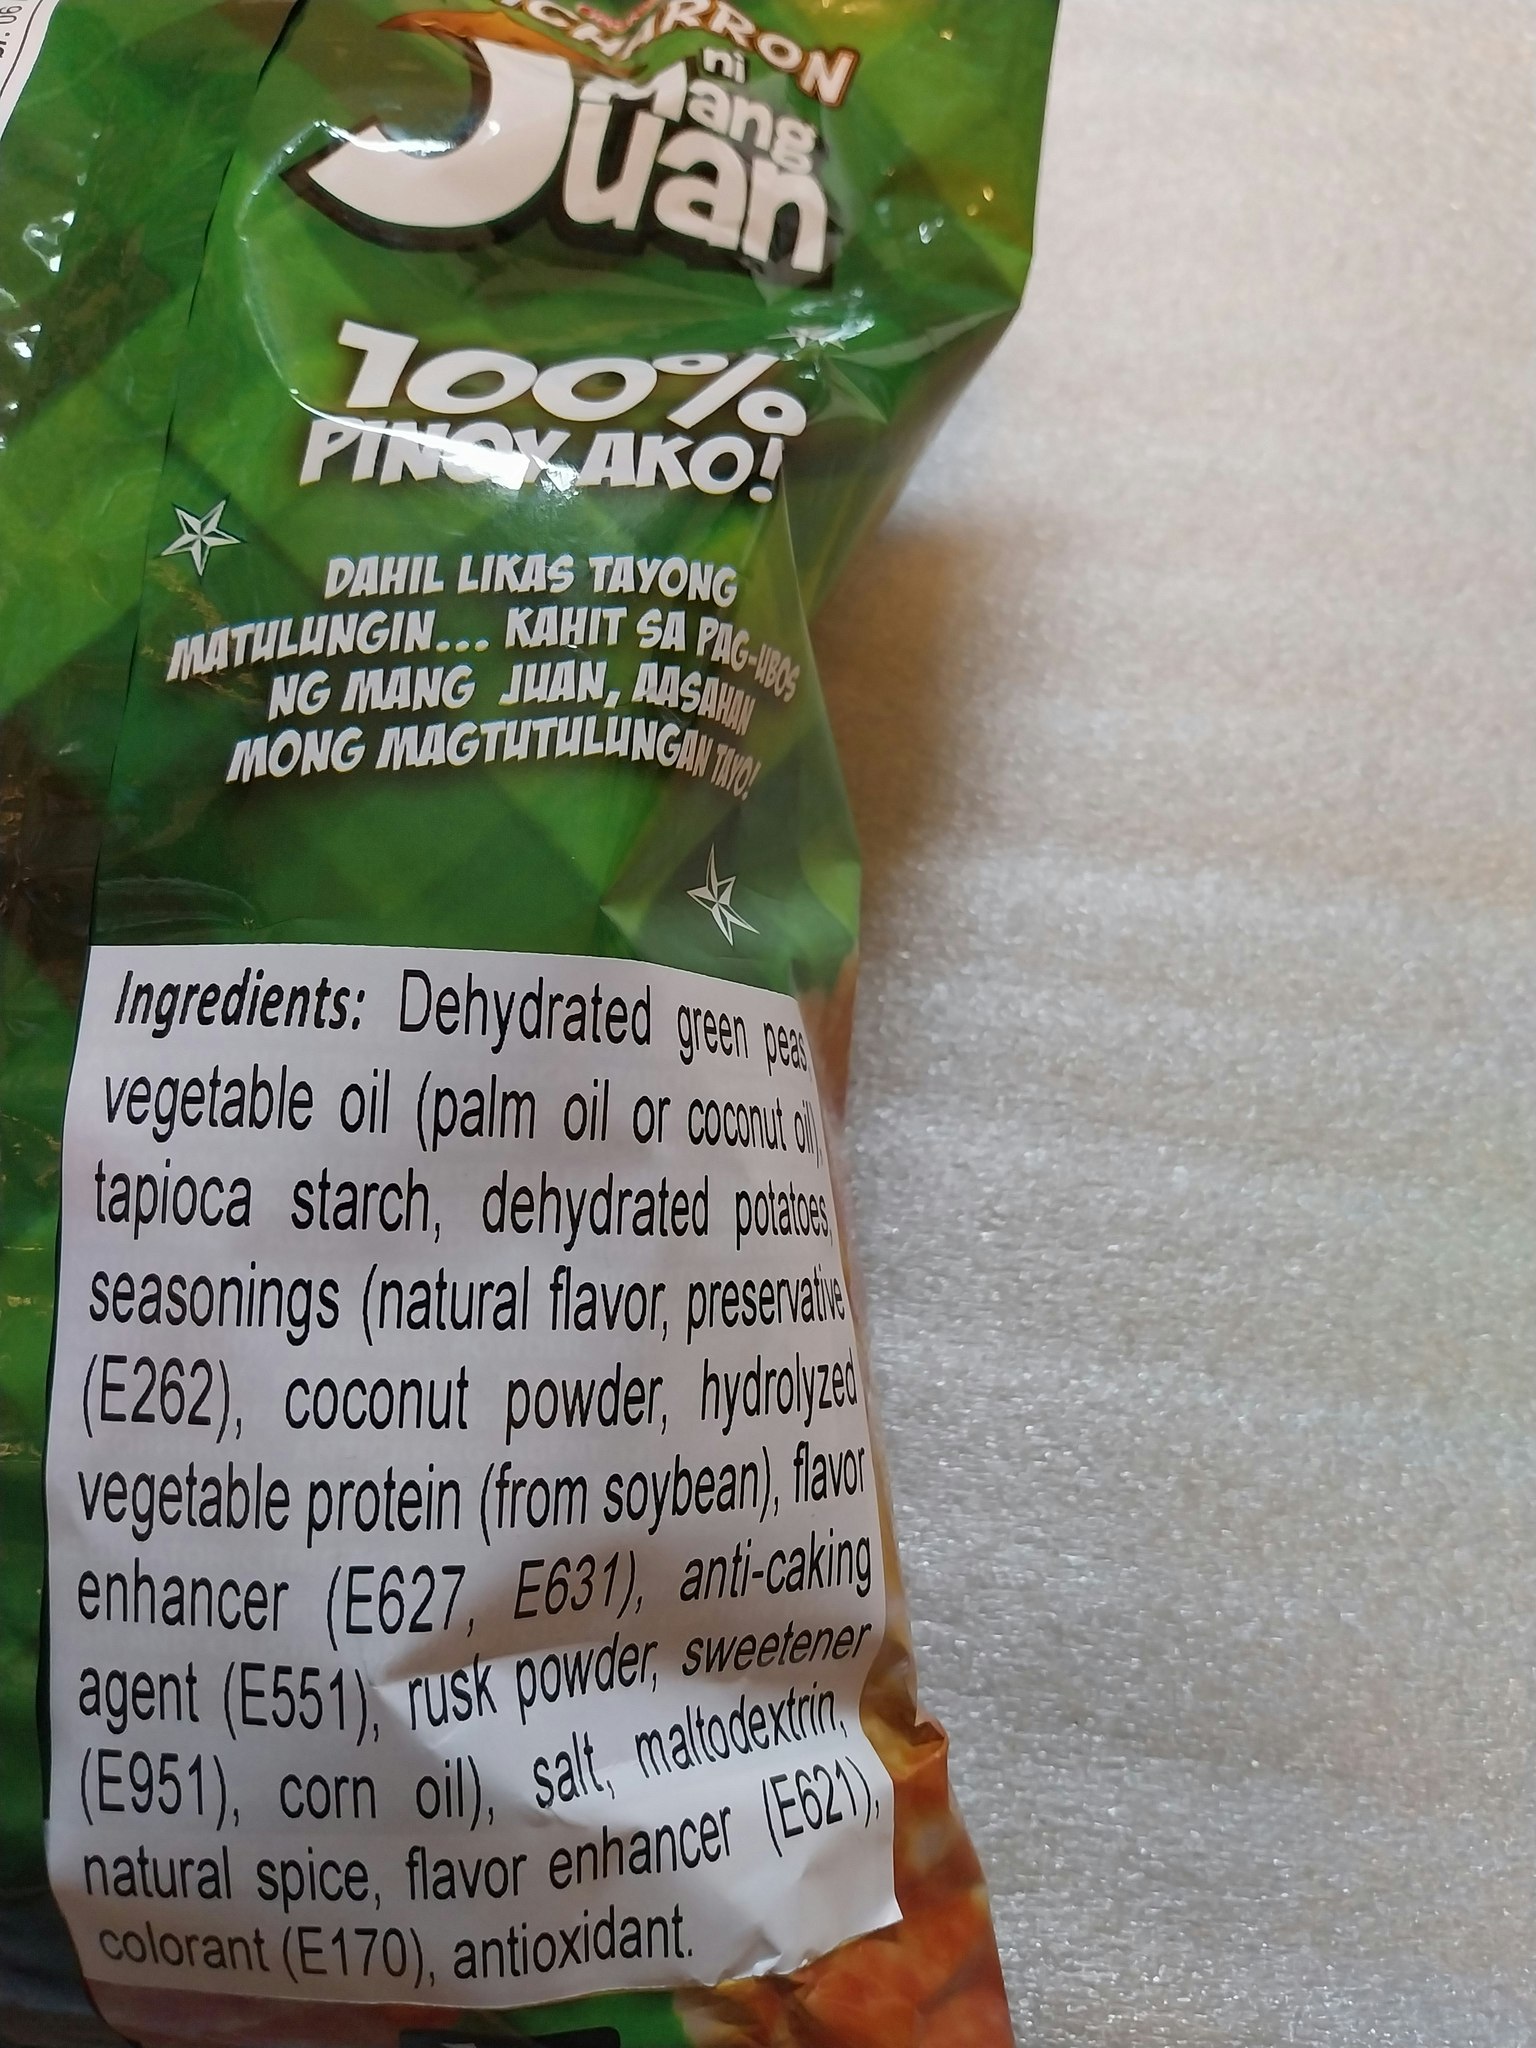 CHARRON
ni
Mang
Juan
100%
PINOY AKO!
DAHIL LIKAS TAYONG
MATULUNGIN... KAHIT SA PAG-UBOS
NG MANG JUAN, AASAHAN
MONG MAGTUTULUNGAN TAYO!
Ingredients: Dehydrated green peas,
vegetable oil (palm oil or coconut oil),
tapioca starch, dehydrated potatoes,
seasonings (natural flavor, preservative
(E262), coconut powder, hydrolyzed
vegetable protein (from soybean), flavor
enhancer (E627, E631), anti-caking
agent (E551), rusk powder, sweetener
(E951), corn oil), salt, maltodextrin,
natural spice, flavor enhancer (E621),
colorant (E170), antioxidant.